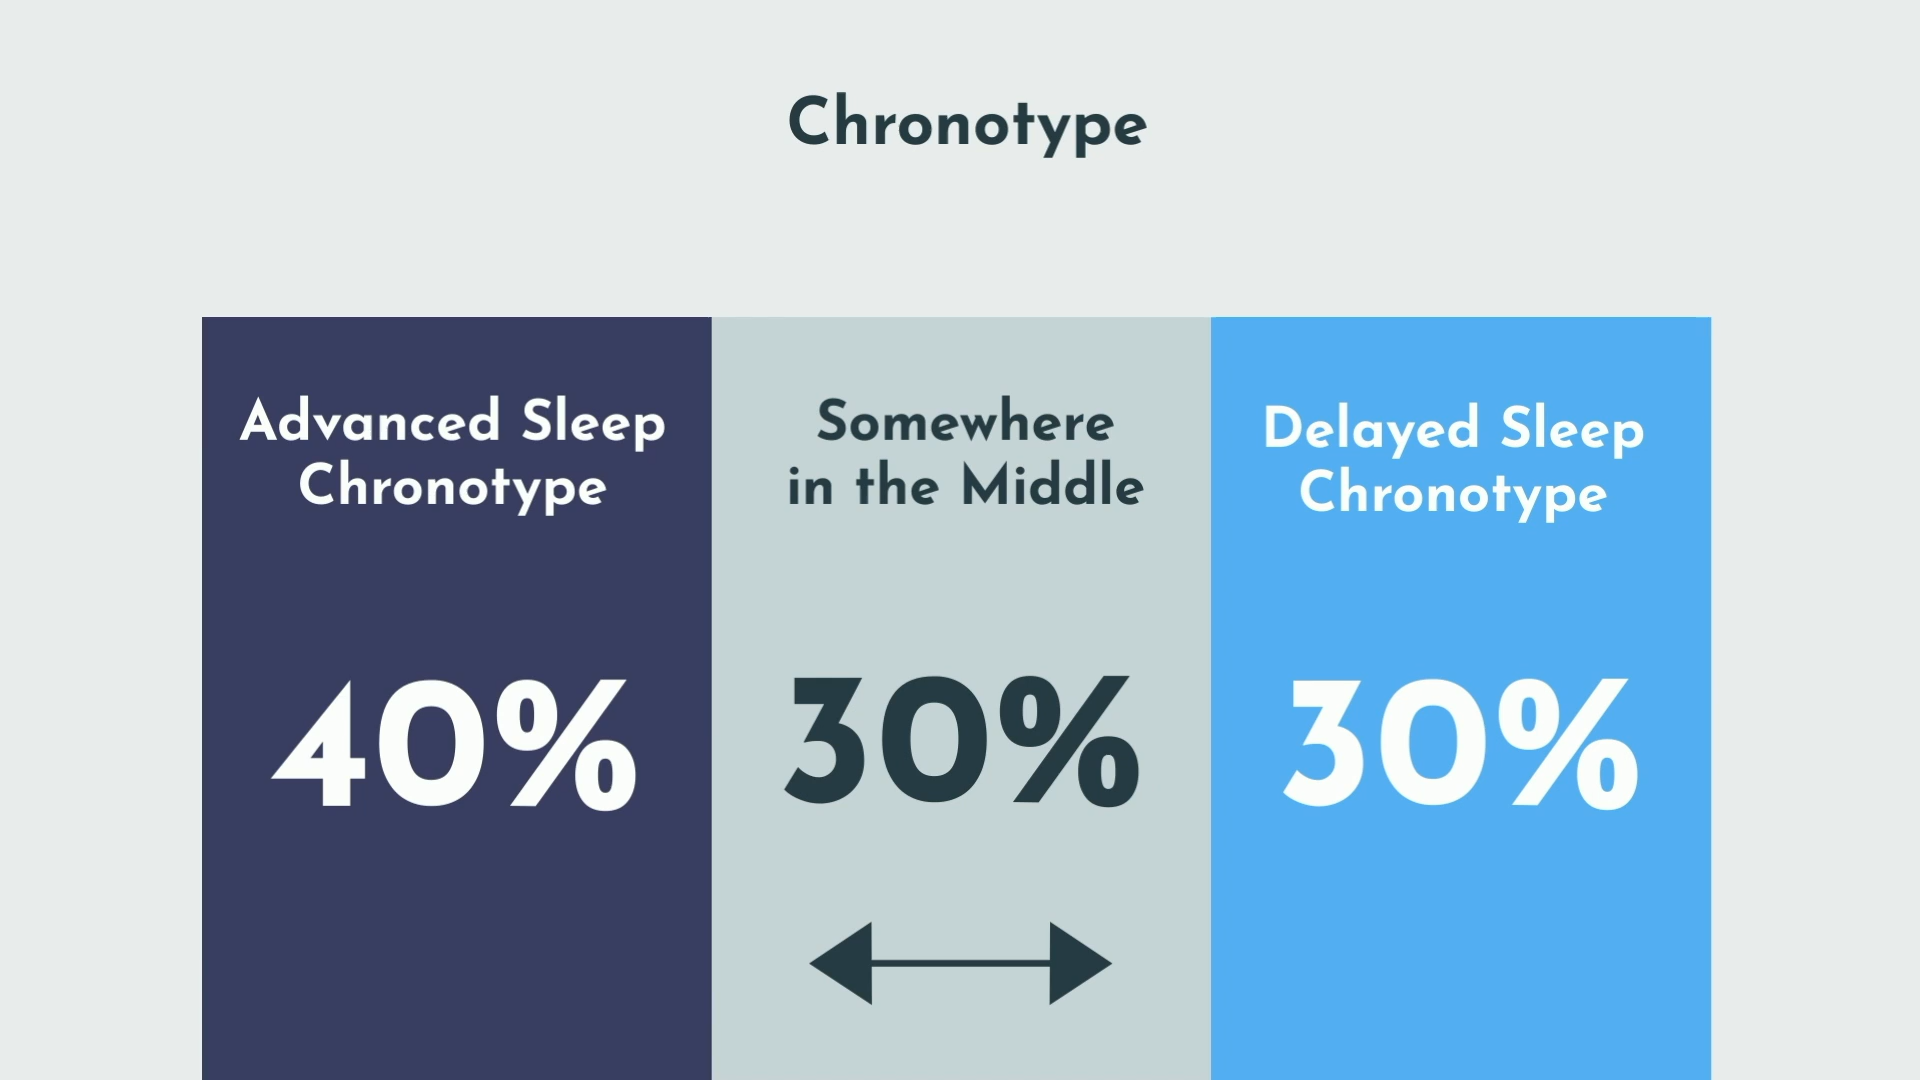 Chronotype
Advanced Sleep
Chronotype
40%
Somewhere
in the Middle
30%
Delayed Sleep
Chronotype
30%